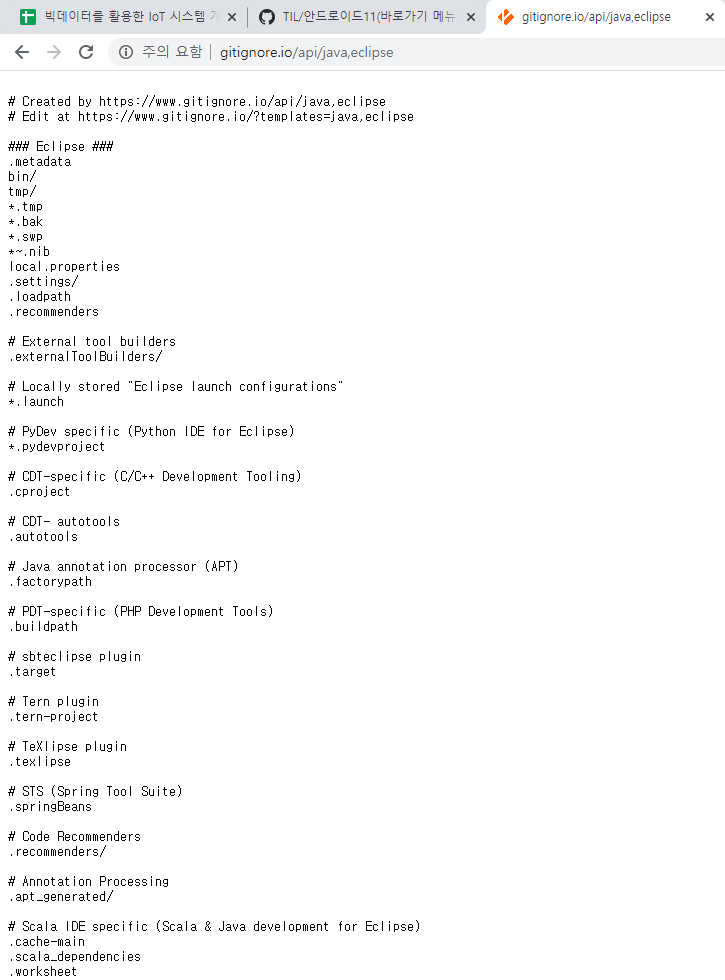 빅데이터를 활용한 IoT 시스템
TIL/안드로이드11(바로가기 메뉴
gitignore.io/api/java,eclipse
주의 요함
gitignore.io/api/java,eclipse
# Created by https://www.gitignore.io/api/java,eclipse
# Edit at https://www.gitignore.io/?templates=java,eclipse
### Eclipse ###
.metadata
bin/
tmp/
*.tmp
*.bak
*.swp
*~.nib
local.properties
.settings/
.loadpath
.recommenders
# External tool builders
.externalToolBuilders/
# Locally stored "Eclipse launch configurations"
*.launch
# PyDev specific (Python IDE for Eclipse)
*.pydevproject
# CDT-specific (C/C++ Development Tooling)
.cproject
# CDT- autotools
.autotools
# Java annotation processor (APT)
.factorypath
# PDT-specific (PHP Development Tools)
.buildpath
# sbteclipse plugin
.target
# Tern plugin
.tern-project
# TeXlipse plugin
.texlipse
# STS (Spring Tool Suite)
.springBeans
# Code Recommenders
.recommenders/
# Annotation Processing
.apt_generated/
# Scala IDE specific (Scala & Java development for Eclipse)
.cache-main
.scala_dependencies
.worksheet